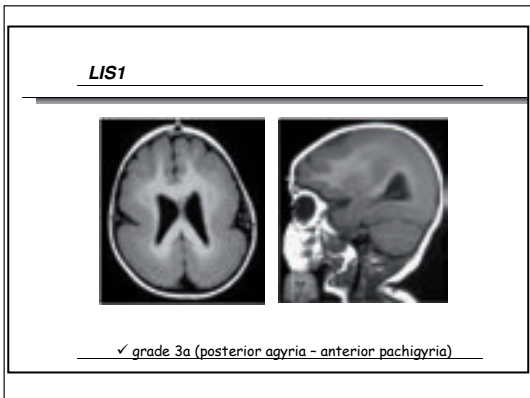 LIS1
✓ grade 3a (posterior agyria – anterior pachigyria)